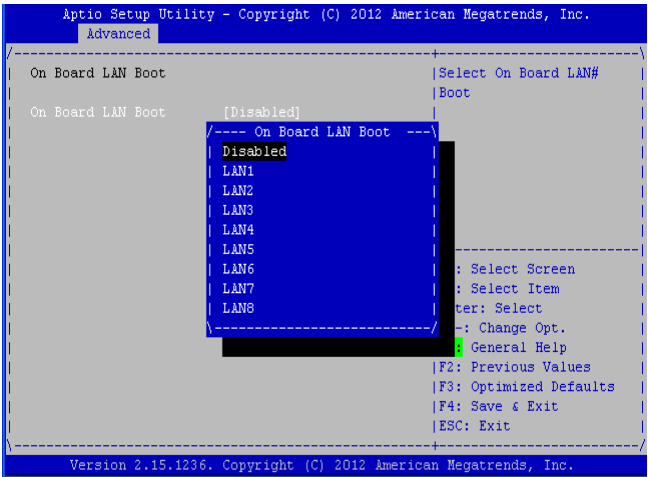 Aptio Setup Utility - Copyright (C) 2012 American Megatrends, Inc.
Advanced
On Board LAN Boot
On Board LAN Boot [Disabled]
---- On Board LAN Boot ---
Disabled
LAN1
LAN2
LAN3
LAN4
LAN5
LAN6
LAN7
LAN8
Select On Board LAN#
Boot
: Select Screen
: Select Item
ter: Select
-: Change Opt.
: General Help
F2: Previous Values
F3: Optimized Defaults
F4: Save & Exit
ESC: Exit
Version 2.15.1236. Copyright (C) 2012 American Megatrends, Inc.